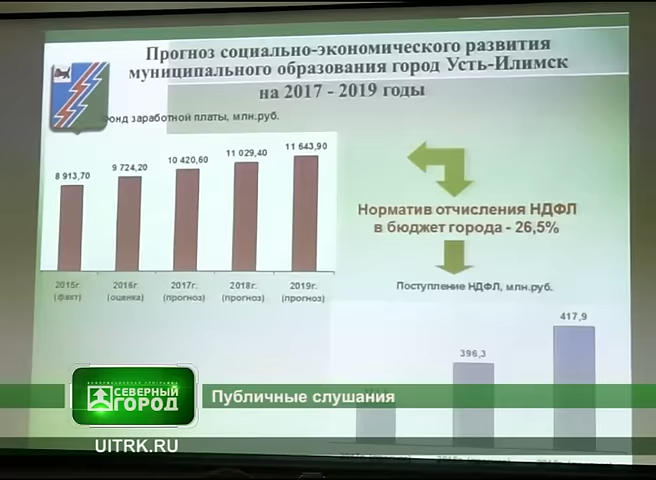 Прогноз социально-экономического развития
муниципального образования город Усть-Илимск
на 2017 - 2019 годы
Фонд заработной платы, млн.руб.
8 913,70
9 724,20
10 420,60
11 029,40
11 643,90
2015г. (факт)
2016г. (оценка)
2017г. (прогноз)
2018г. (прогноз)
2019г. (прогноз)
Норматив отчисления НДФЛ
в бюджет города - 26,5%
Поступление НДФЛ, млн.руб.
396,3
417,9
СЕВЕРНЫЙ
ГОРОД
Публичные слушания
UITRK.RU